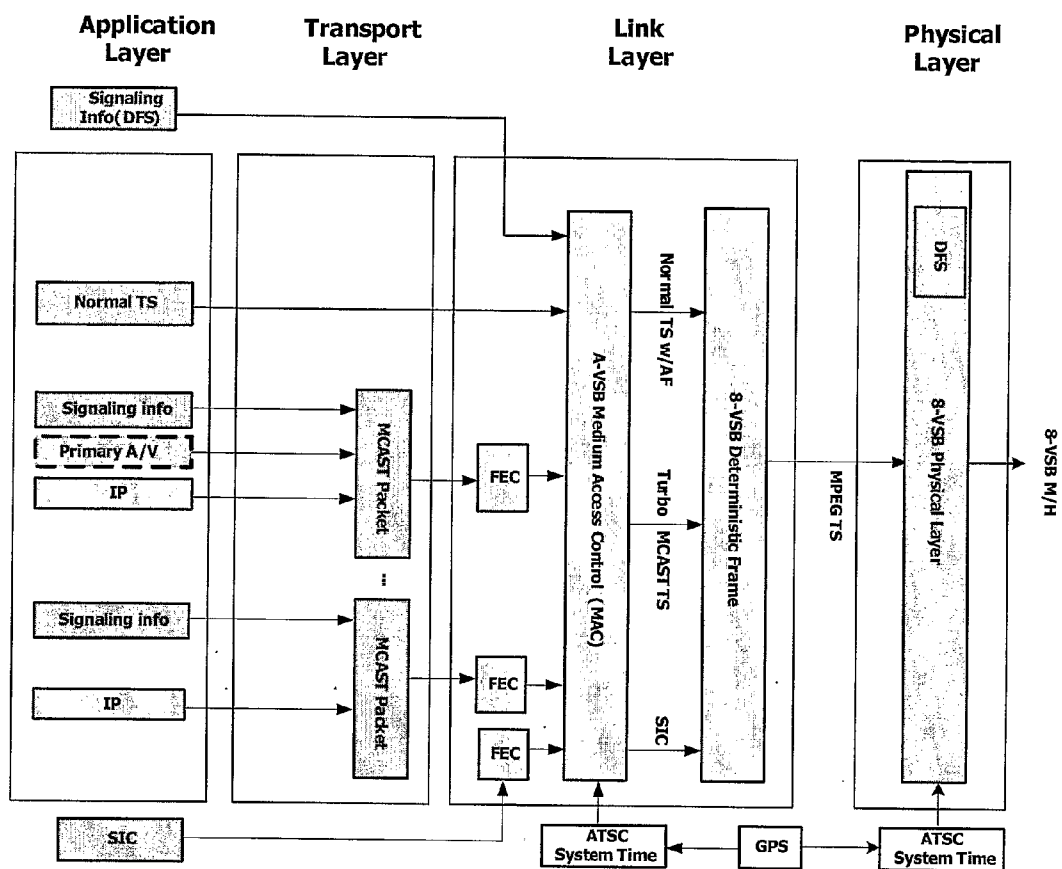 Application
Layer
Transport
Layer
Link
Layer
Physical
Layer
Signaling
Info(DFS)
Normal TS
Signaling info
Primary A/V
IP
Signaling info
IP
SIC
MCAST Packet
...
MCAST Packet
FEC
FEC
FEC
A-VSB Medium Access Control (MAC)
Normal TS w/AF
Turbo MCAST TS
SIC
8-VSB Deterministic Frame
MPEG TS
DFS
8-VSB Physical Layer
8-VSB M/H
ATSC
System Time
GPS
ATSC
System Time